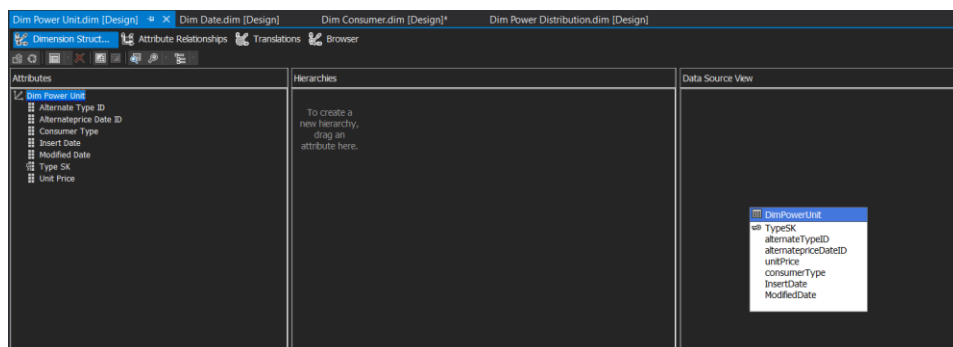 Dim Power Unit.dim [Design] Dim Date.dim [Design] Dim Consumer.dim [Design]* Dim Power Distribution.dim [Design]
Dimension Struct... Attribute Relationships Translations Browser
Attributes
Dim Power Unit
Alternate Type ID
Alternateprice Date ID
Consumer Type
Insert Date
Modified Date
Type SK
Unit Price
Hierarchies
To create a
new hierarchy,
drag an
attribute here.
Data Source View
DimPowerUnit
TypeSK
alternateTypeID
alternatepriceDateID
unitPrice
consumerType
InsertDate
ModifiedDate